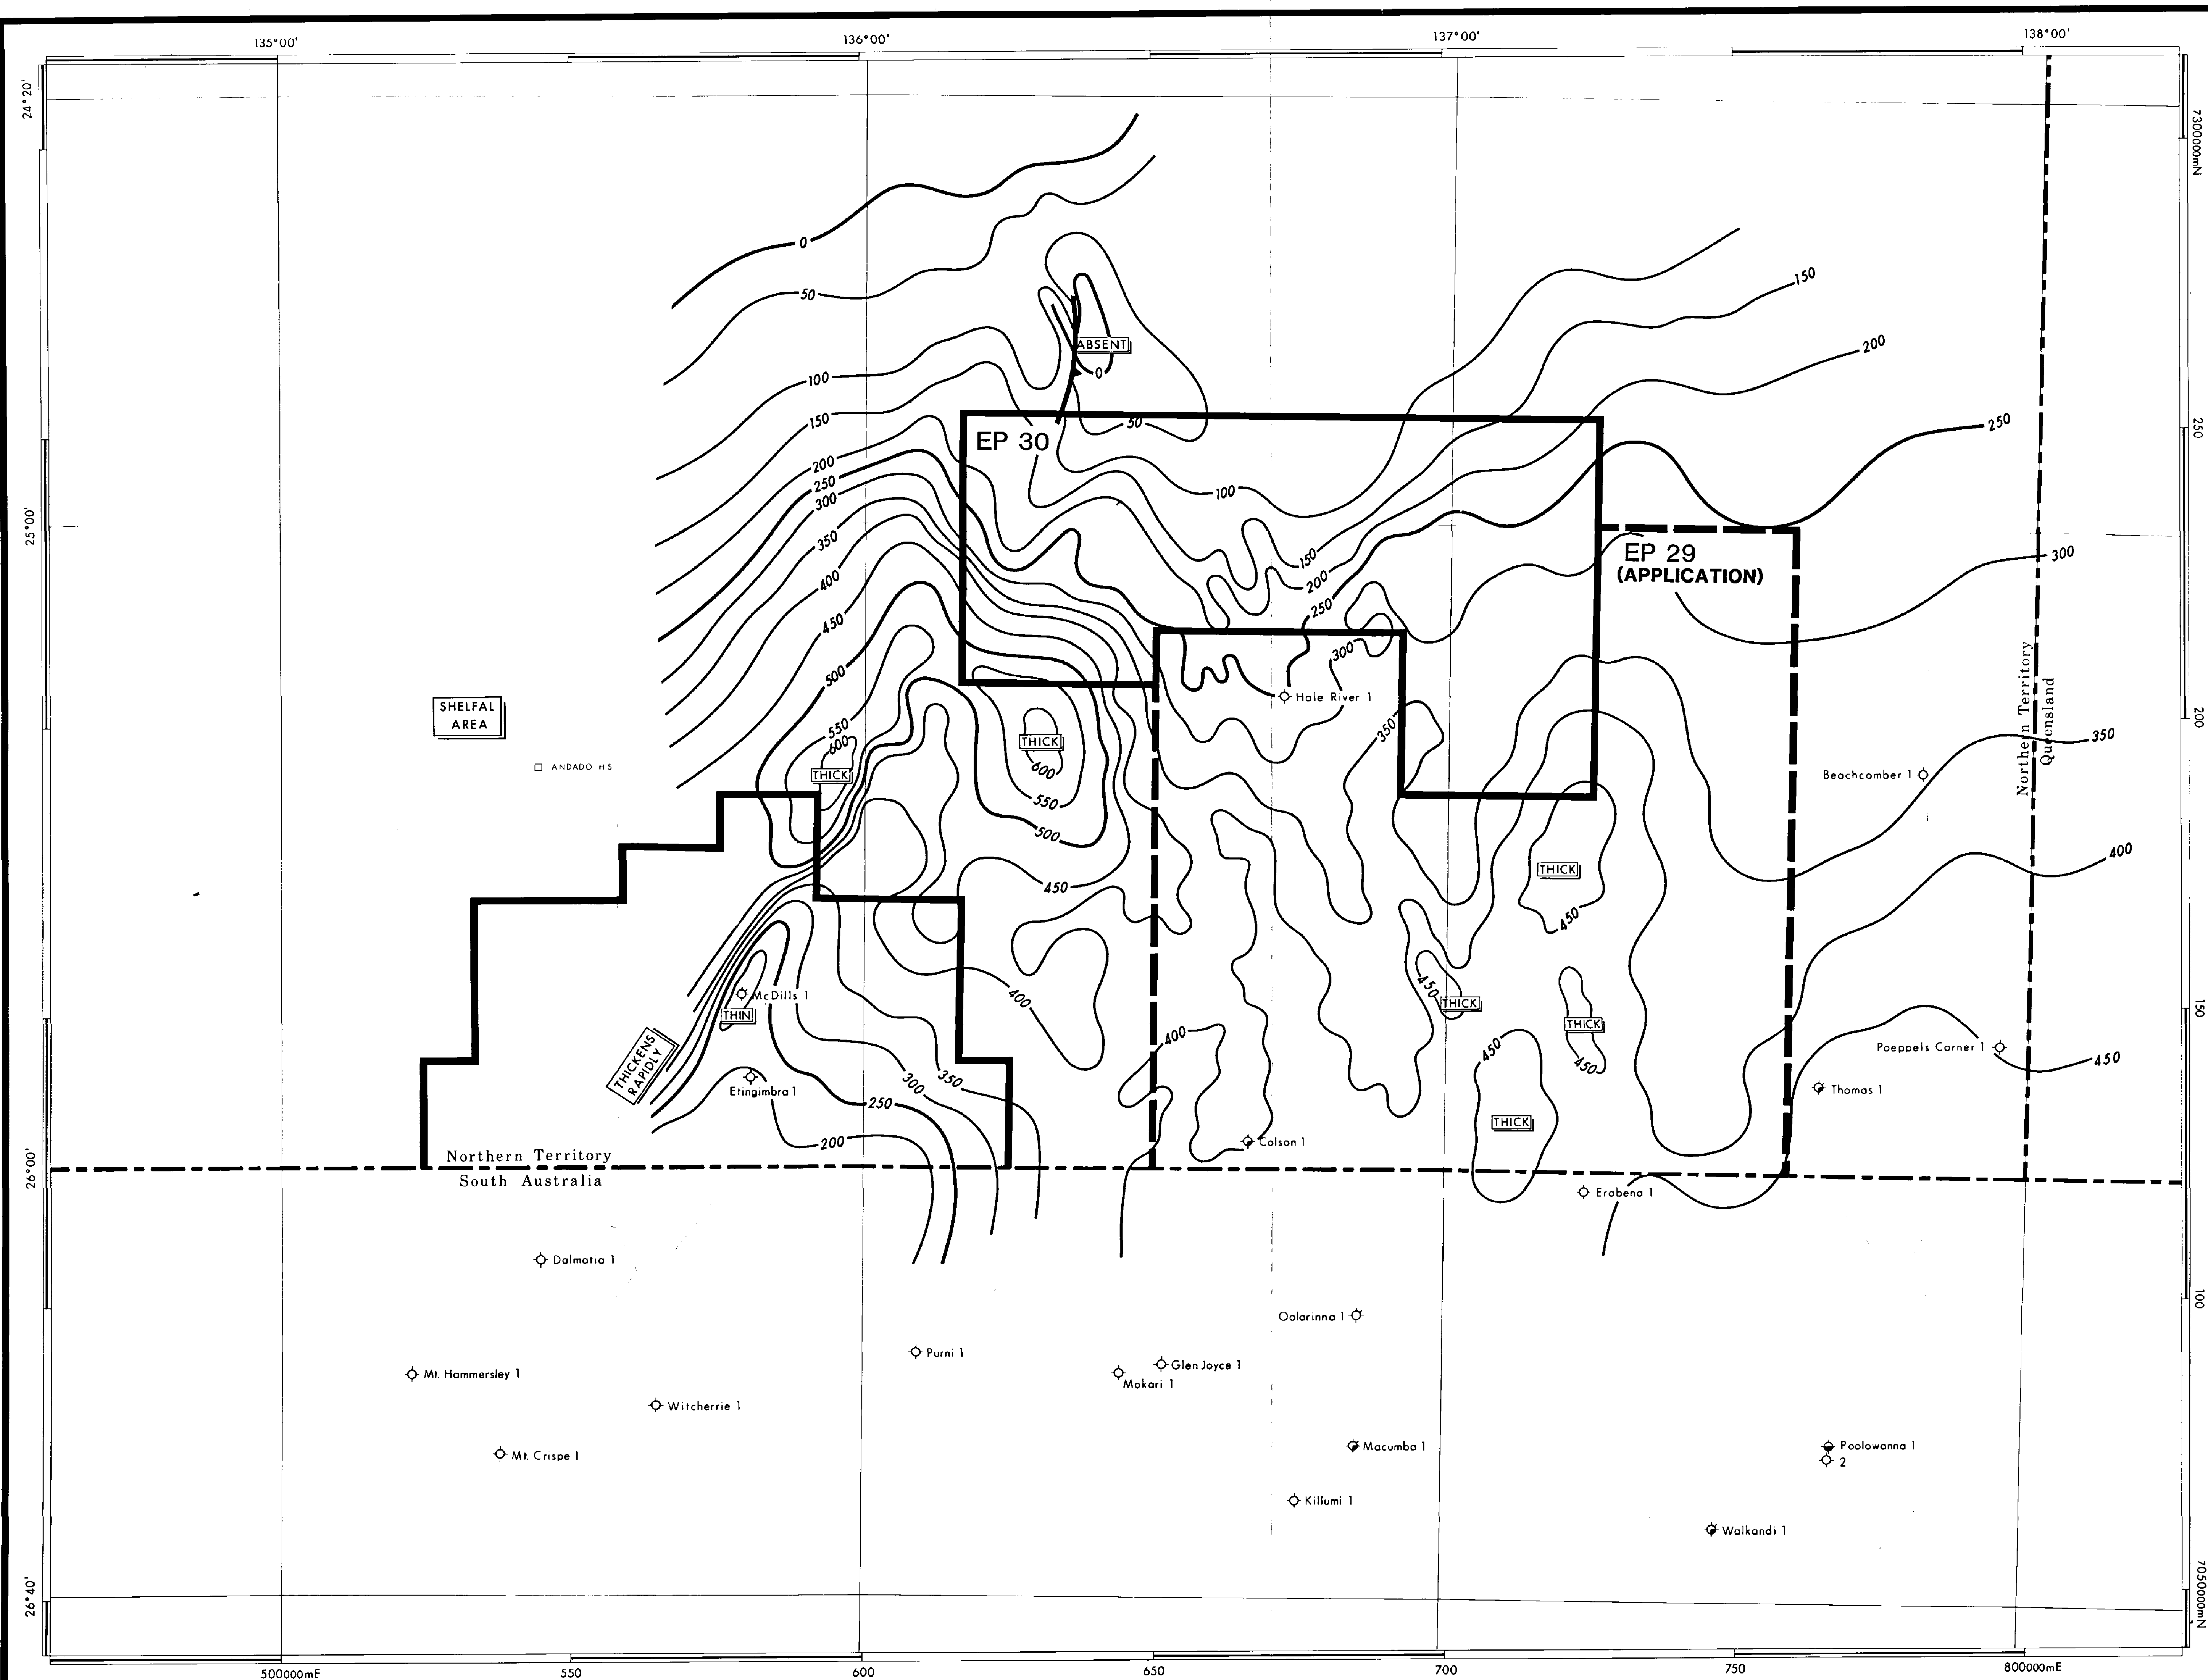 135°00'
136°00'
137°00'
138°00'
24°20'
7300000mN
0
50
150
ABSENT
200
100
0
150
50
250
250
EP 30
200
250
100
300
25°00'
350
EP 29
(APPLICATION)
300
150
400
200
250
450
300
500
Hale River 1
SHELFAL
AREA
Northern Territory
Queensland
200
350
550
350
THICK
600
ANDADO H S
THICK
600
Beachcomber 1
550
500
400
THICK
450
450
McDills 1
THIN
400
450
THICK
150
THICK
400
Poeppels Corner 1
450
THICKENS
RAPIDLY
450
450
Etingimbra 1
300
350
Thomas 1
250
THICK
200
Colson 1
26°00'
Northern Territory
South Australia
Erabena 1
Dalmatia 1
100
Oolarinna 1
Purni 1
Glen Joyce 1
Mokari 1
Mt. Hammersley 1
Witcherrie 1
Mt. Crispe 1
Macumba 1
Poolowanna 1
2
Killumi 1
Walkandi 1
26°40'
7050000mN
500000mE
550
600
650
700
750
800000mE